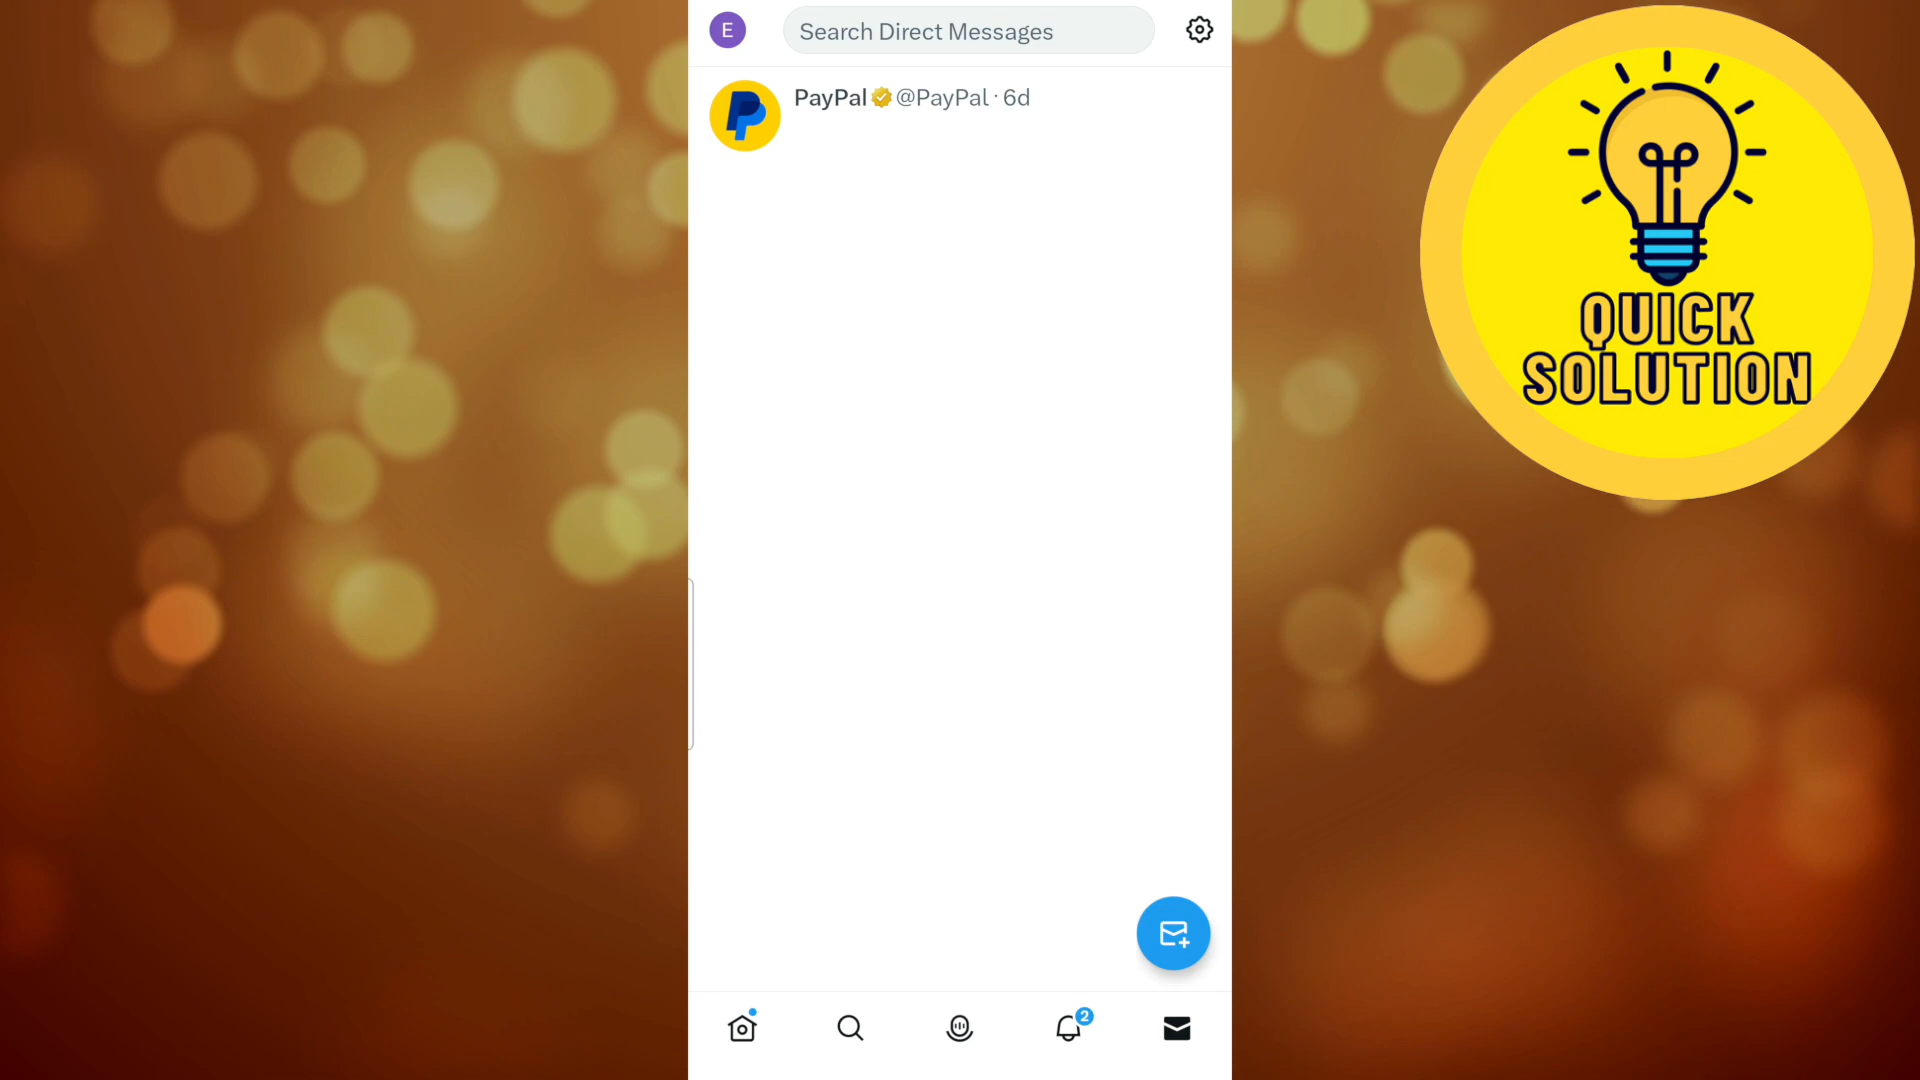 E
Search Direct Messages
PayPal @PayPal · 6d
QUICK
SOLUTION
2